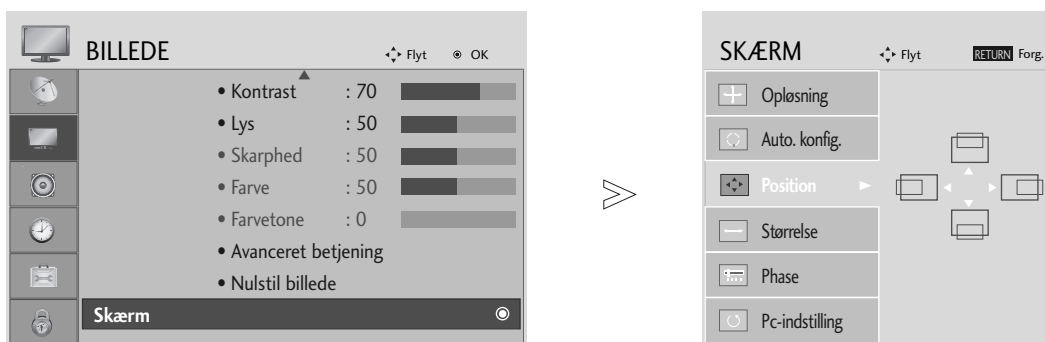 BILLEDE Flyt OK
• Kontrast : 70
• Lys : 50
• Skarphed : 50
• Farve : 50
• Farvetone : 0
• Avanceret betjening
• Nulstil billede
Skærm
SKÆRM Flyt RETURN Forg.
Opløsning
Auto. konfig.
Position
Størrelse
Phase
Pc-indstilling